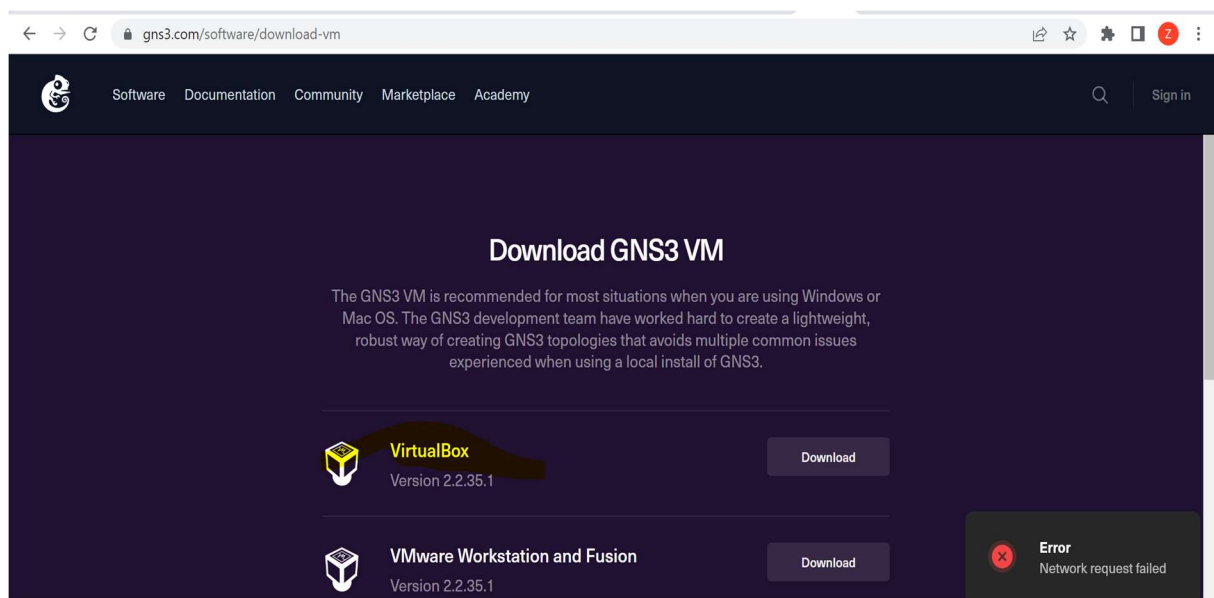 gns3.com/software/download-vm
Z
Software Documentation Community Marketplace Academy
Sign in
Download GNS3 VM
The GNS3 VM is recommended for most situations when you are using Windows or
Mac OS. The GNS3 development team have worked hard to create a lightweight,
robust way of creating GNS3 topologies that avoids multiple common issues
experienced when using a local install of GNS3.
VirtualBox
Version 2.2.35.1
Download
VMware Workstation and Fusion
Version 2.2.35.1
Download
Error
Network request failed